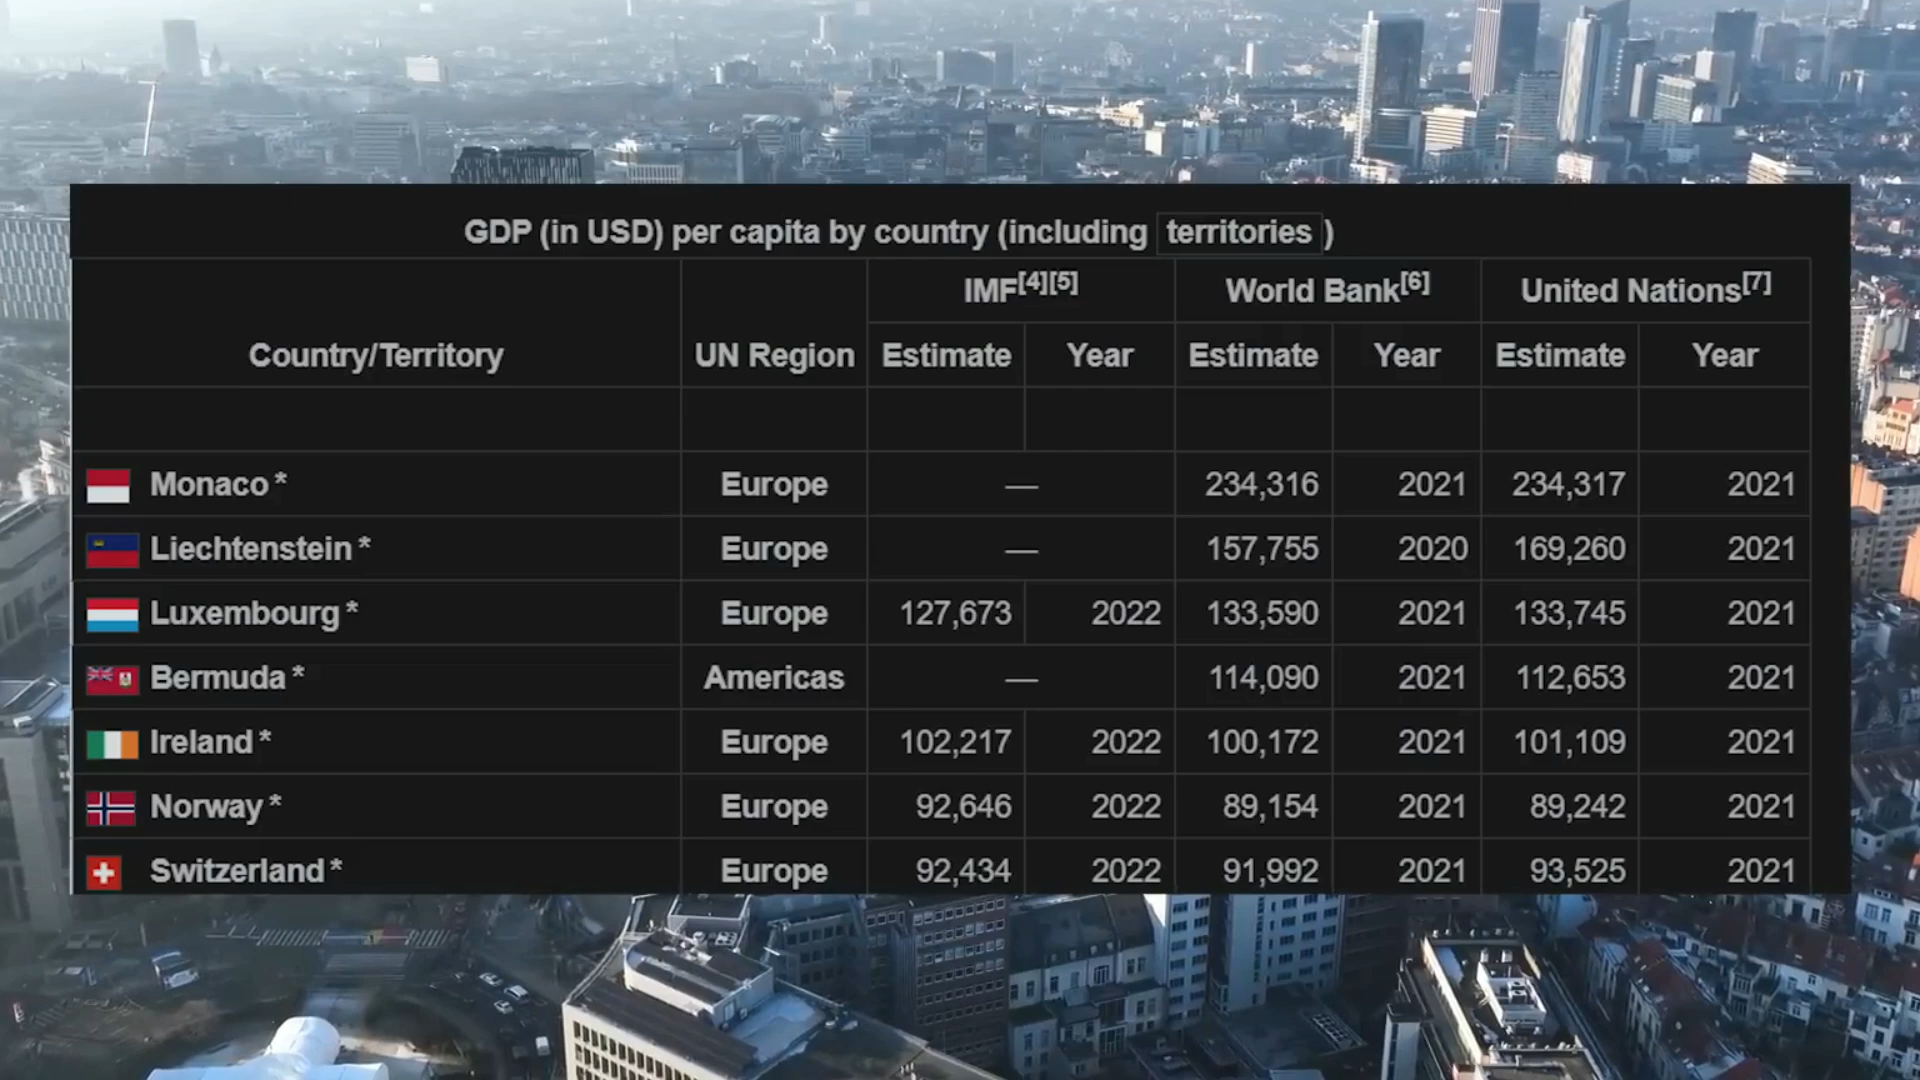 GDP (in USD) per capita by country (including territories )
IMF[4][5] World Bank[6] United Nations[7]
Country/Territory UN Region Estimate Year Estimate Year Estimate Year
Monaco * Europe — 234,316 2021 234,317 2021
Liechtenstein * Europe — 157,755 2020 169,260 2021
Luxembourg * Europe 127,673 2022 133,590 2021 133,745 2021
Bermuda * Americas — 114,090 2021 112,653 2021
Ireland * Europe 102,217 2022 100,172 2021 101,109 2021
Norway * Europe 92,646 2022 89,154 2021 89,242 2021
Switzerland * Europe 92,434 2022 91,992 2021 93,525 2021